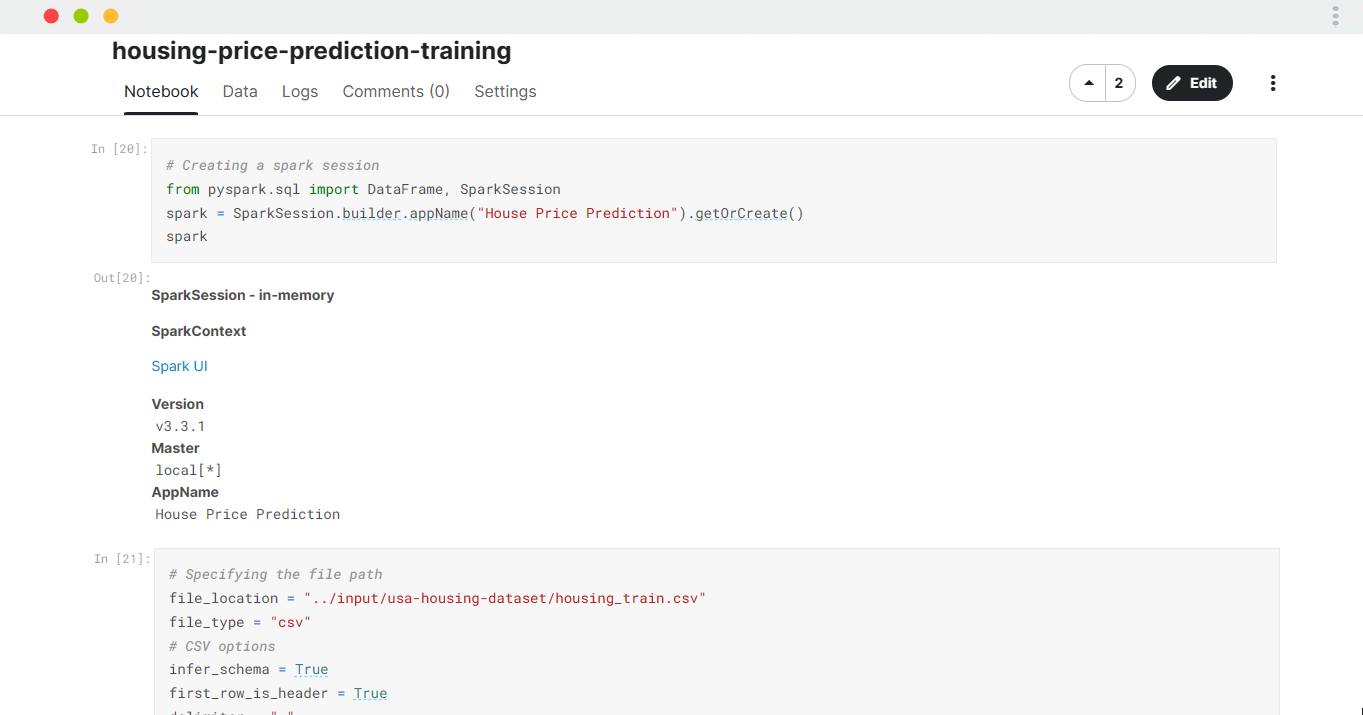 housing-price-prediction-training
Notebook Data Logs Comments (0) Settings
2 Edit
In [20]:
# Creating a spark session
from pyspark.sql import DataFrame, SparkSession
spark = SparkSession.builder.appName("House Price Prediction").getOrCreate()
spark
Out[20]:
SparkSession - in-memory
SparkContext
Spark UI
Version
v3.3.1
Master
local[*]
AppName
House Price Prediction
In [21]:
# Specifying the file path
file_location = "../input/usa-housing-dataset/housing_train.csv"
file_type = "csv"
# CSV options
infer_schema = True
first_row_is_header = True